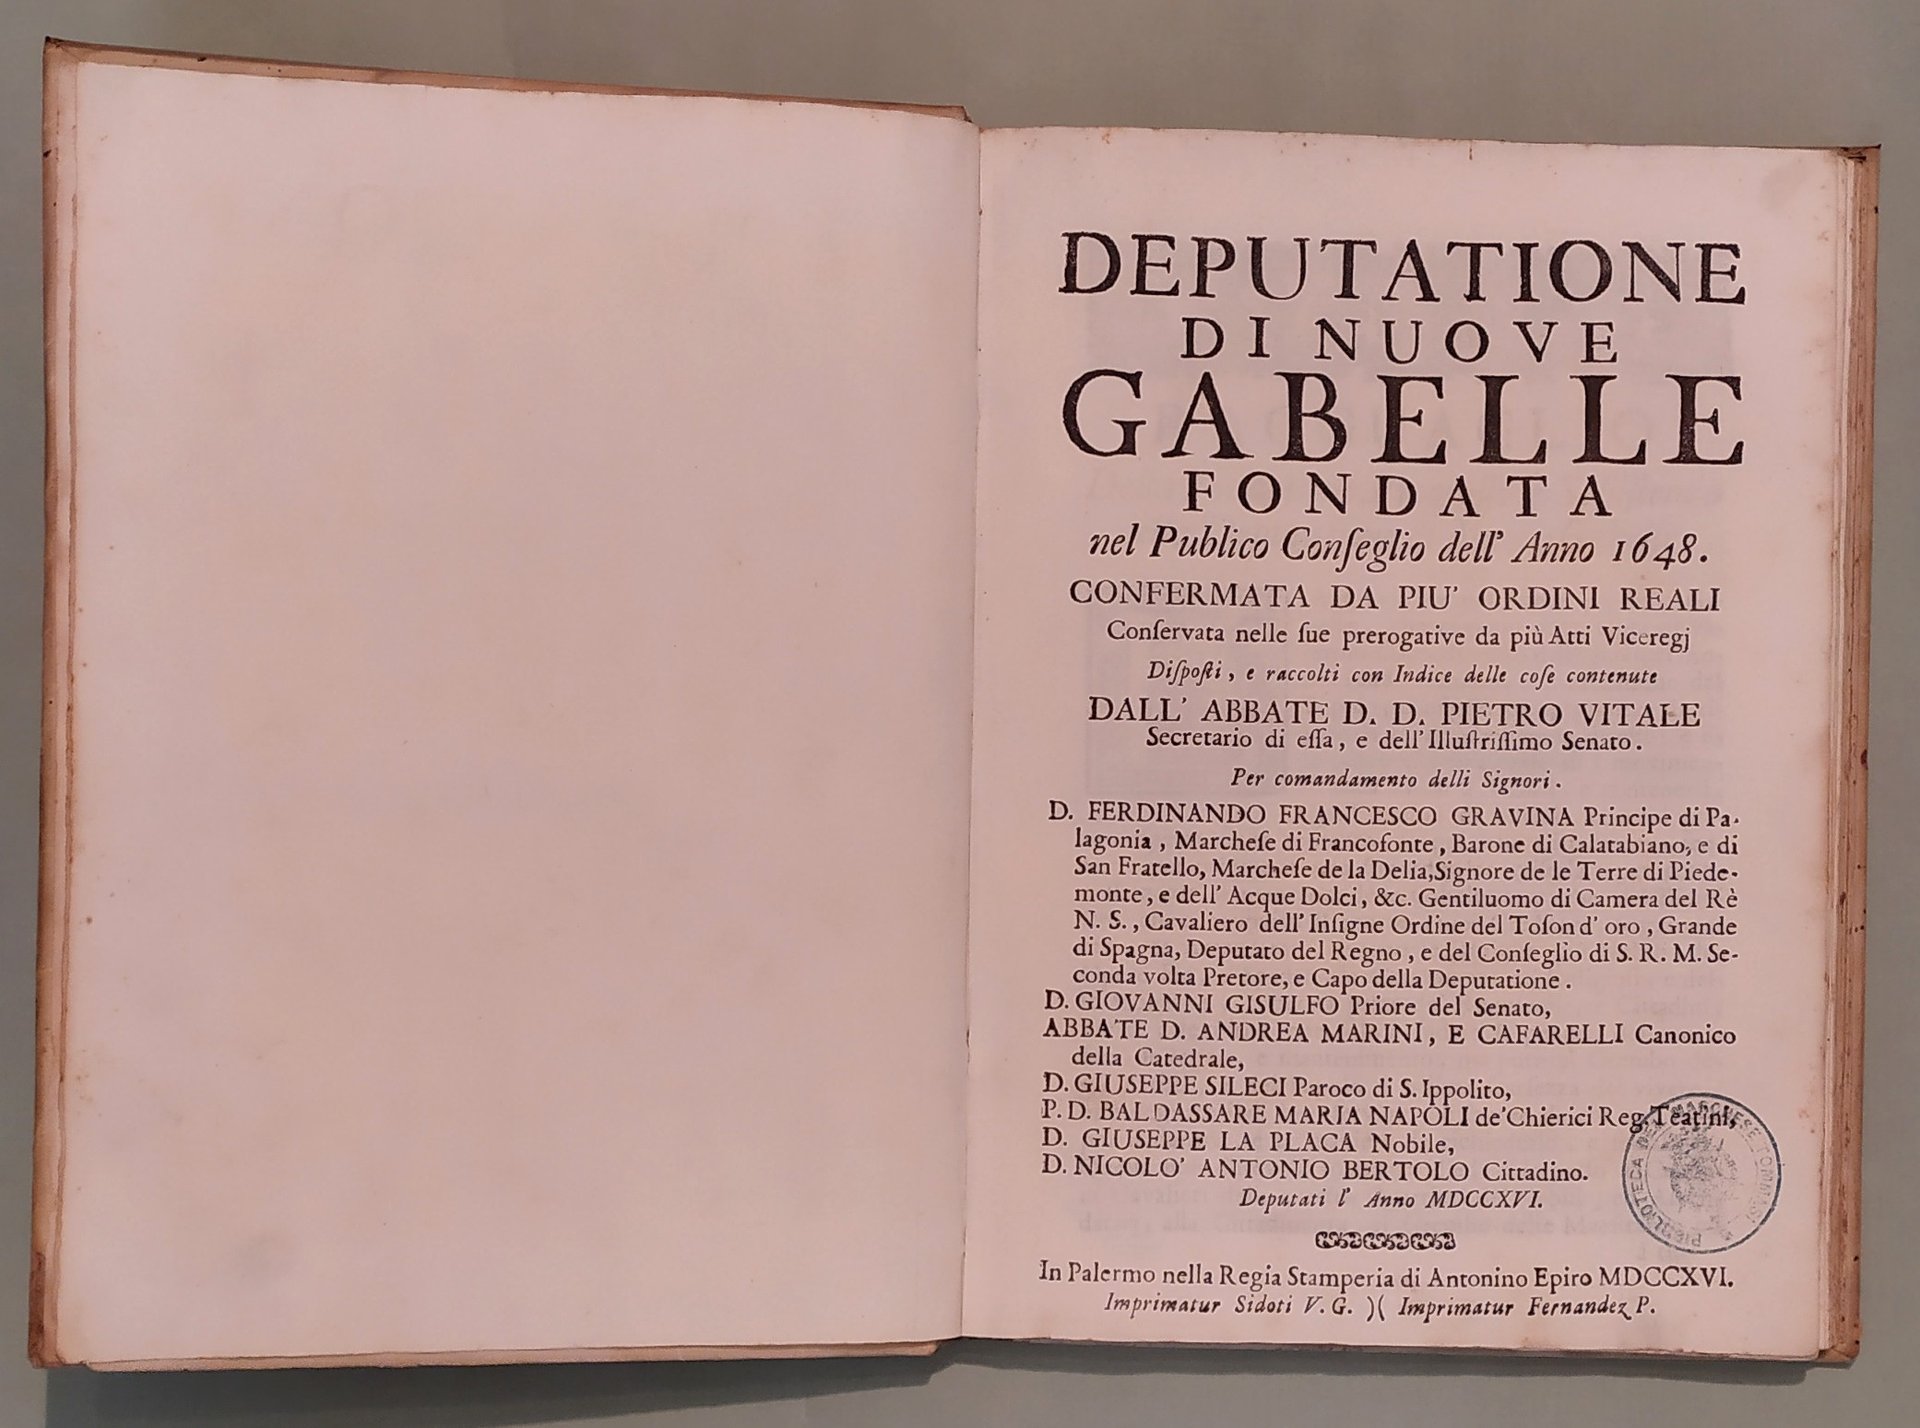 DEPUTATIONE
DI NUOVE
GABELLE
FONDATA
nel Publico Conſeglio dell' Anno 1648.
CONFERMATA DA PIU' ORDINI REALI
Conſervata nelle ſue prerogative da più Atti Viceregj
Diſpoſti, e raccolti con Indice delle coſe contenute
DALL' ABBATE D. D. PIETRO VITALE
Secretario di eſſa, e dell' Illuſtriſſimo Senato.
Per comandamento delli Signori.
D. FERDINANDO FRANCESCO GRAVINA Principe di Pa-
lagonia, Marcheſe di Francofonte, Barone di Calatabiano, e di
San Fratello, Marcheſe de la Delia, Signore de le Terre di Piede-
monte, e dell' Acque Dolci, &c. Gentiluomo di Camera del Rè
N. S., Cavaliero dell' Inſigne Ordine del Toſon d' oro, Grande
di Spagna, Deputato del Regno, e del Conſeglio di S. R. M. Se-
conda volta Pretore, e Capo della Deputatione.
D. GIOVANNI GISULFO Priore del Senato,
ABBATE D. ANDREA MARINI, E CAFARELLI Canonico
della Catedrale,
D. GIUSEPPE SILECI Paroco di S. Ippolito,
P. D. BALDASSARE MARIA NAPOLI de' Chierici Reg. Teatini,
D. GIUSEPPE LA PLACA Nobile,
D. NICOLO' ANTONIO BERTOLO Cittadino.
Deputati l' Anno MDCCXVI.
BIBLIOTECA DEL MARCHESE TOMMASI
In Palermo nella Regia Stamperia di Antonino Epiro MDCCXVI.
Imprimatur Sidoti V. G. )( Imprimatur Fernandez P.